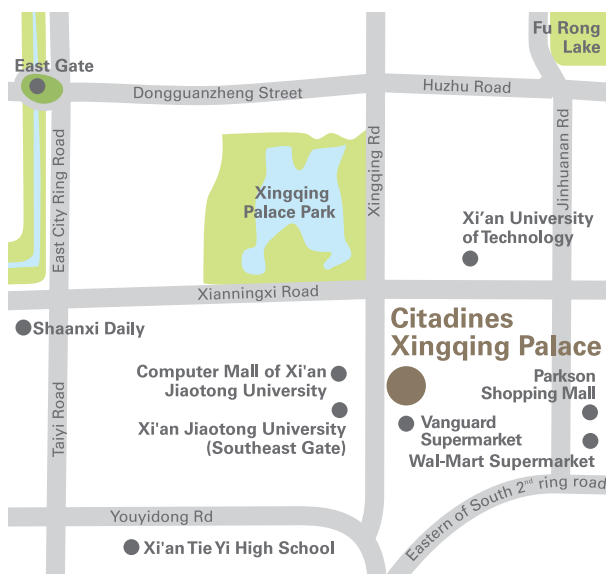 Fu Rong
Lake
East Gate
Dongguanzheng Street
Huzhu Road
East City Ring Road
Xingqing Rd
Jinhuanan Rd
Xingqing
Palace Park
Xi'an University
of Technology
Xianningxi Road
Shaanxi Daily
Citadines
Xingqing Palace
Computer Mall of Xi'an
Jiaotong University
Parkson
Shopping Mall
Taiyi Road
Xi'an Jiaotong University
(Southeast Gate)
Vanguard
Supermarket
Wal-Mart Supermarket
Eastern of South 2nd ring road
Youyidong Rd
Xi'an Tie Yi High School